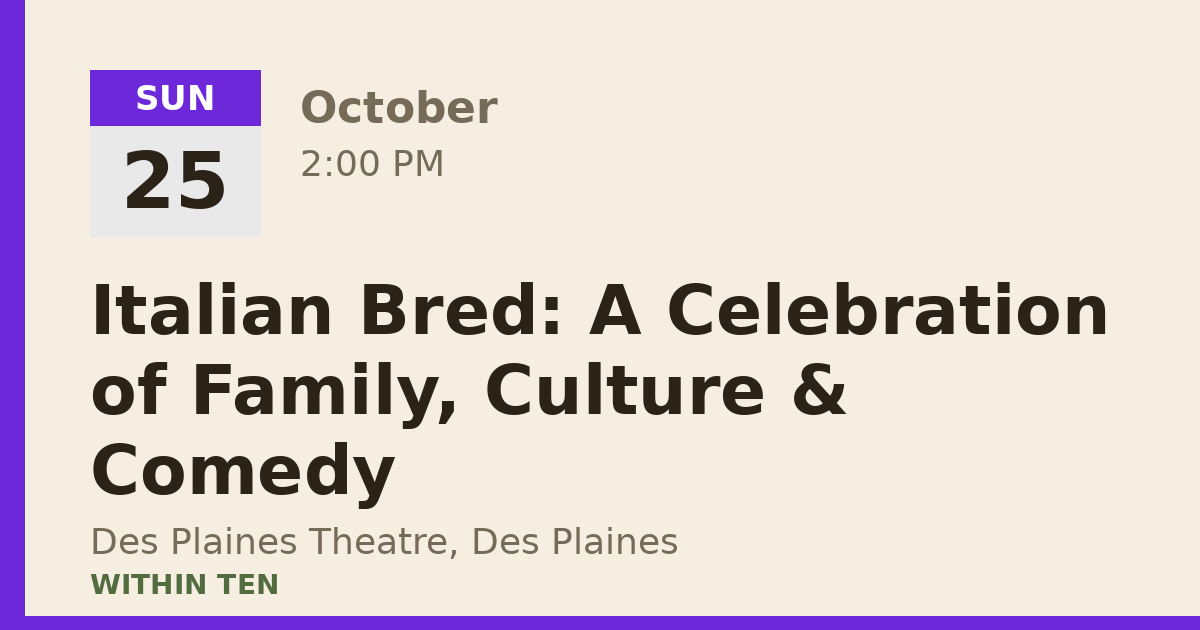 SUN
25
October
2:00 PM
Italian Bred: A Celebration
of Family, Culture &
Comedy
Des Plaines Theatre, Des Plaines
WITHIN TEN